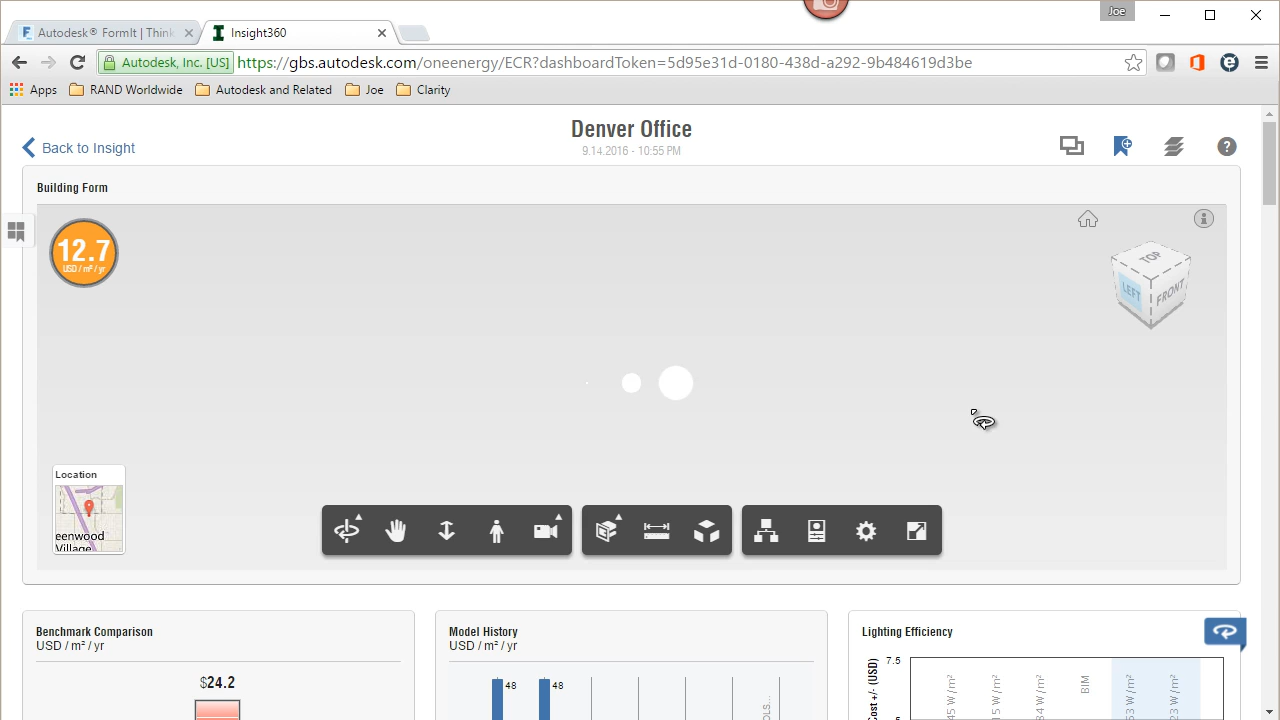 Joe
Autodesk® FormIt | Think
Insight360
Autodesk, Inc. [US]
https://gbs.autodesk.com/oneenergy/ECR?dashboardToken=5d95e31d-0180-438d-a292-9b484619d3be
Apps
RAND Worldwide
Autodesk and Related
Joe
Clarity
Denver Office
9.14.2016 - 10:55 PM
Back to Insight
Building Form
12.7
USD / m² / yr
TOP
LEFT
FRONT
Location
eenwood
Village
Benchmark Comparison
USD / m² / yr
$24.2
Model History
USD / m² / yr
48
48
Lighting Efficiency
7.5
Cost +/- (USD)
BIM